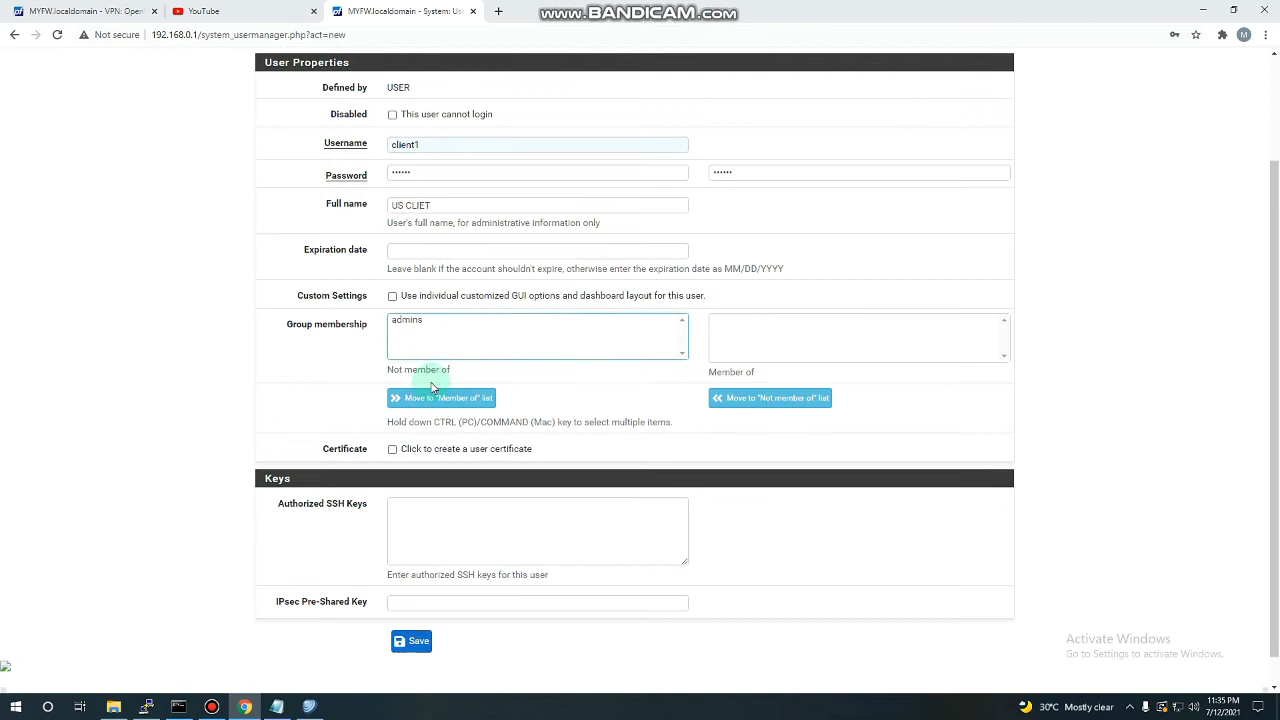 MYFW.localdomain - VPN: Open
YouTube
MYFW.localdomain - System: Us
WWW.BANDICAM.COM
Not secure
192.168.0.1/system_usermanager.php?act=new
M
User Properties
Defined by USER
Disabled This user cannot login
Username client1
Password •••••• ••••••
Full name US CLIET
User's full name, for administrative information only
Expiration date
Leave blank if the account shouldn't expire, otherwise enter the expiration date as MM/DD/YYYY
Custom Settings Use individual customized GUI options and dashboard layout for this user.
Group membership admins
Not member of Member of
Move to "Member of" list Move to "Not member of" list
Hold down CTRL (PC)/COMMAND (Mac) key to select multiple items.
Certificate Click to create a user certificate
Keys
Authorized SSH Keys
Enter authorized SSH keys for this user
IPsec Pre-Shared Key
Save
Activate Windows
Go to Settings to activate Windows.
30°C Mostly clear
11:35 PM
7/12/2021